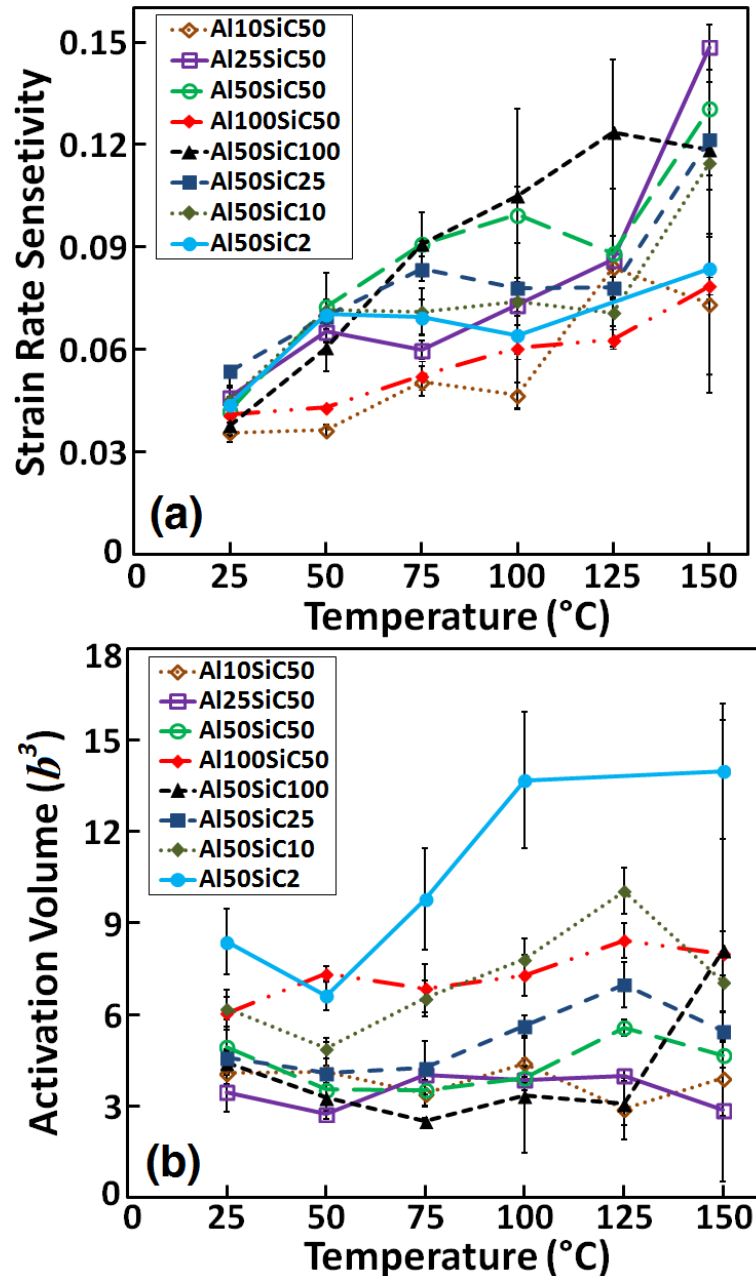 0.15
0.12
0.09
0.06
0.03
0
Strain Rate Sensetivity
Al10SiC50
Al25SiC50
Al50SiC50
Al100SiC50
Al50SiC100
Al50SiC25
Al50SiC10
Al50SiC2
(a)
0 25 50 75 100 125 150
Temperature (°C)
18
15
12
9
6
3
0
Activation Volume (b³)
Al10SiC50
Al25SiC50
Al50SiC50
Al100SiC50
Al50SiC100
Al50SiC25
Al50SiC10
Al50SiC2
(b)
0 25 50 75 100 125 150
Temperature (°C)